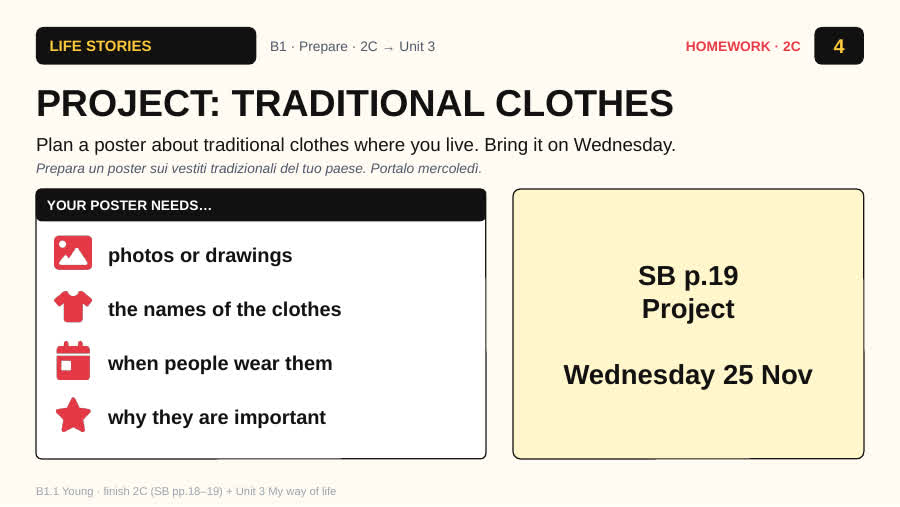 LIFE STORIES
B1 · Prepare · 2C → Unit 3
HOMEWORK · 2C
4
PROJECT: TRADITIONAL CLOTHES
Plan a poster about traditional clothes where you live. Bring it on Wednesday.
Prepara un poster sui vestiti tradizionali del tuo paese. Portalo mercoledì.
YOUR POSTER NEEDS…
photos or drawings
the names of the clothes
when people wear them
why they are important
SB p.19
Project
Wednesday 25 Nov
B1.1 Young · finish 2C (SB pp.18–19) + Unit 3 My way of life